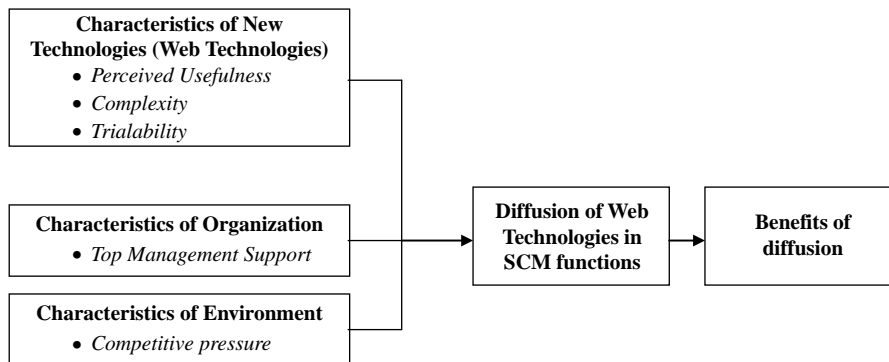 Characteristics of New
Technologies (Web Technologies)
• Perceived Usefulness
• Complexity
• Trialability
Characteristics of Organization
• Top Management Support
Characteristics of Environment
• Competitive pressure
Diffusion of Web
Technologies in
SCM functions
Benefits of
diffusion